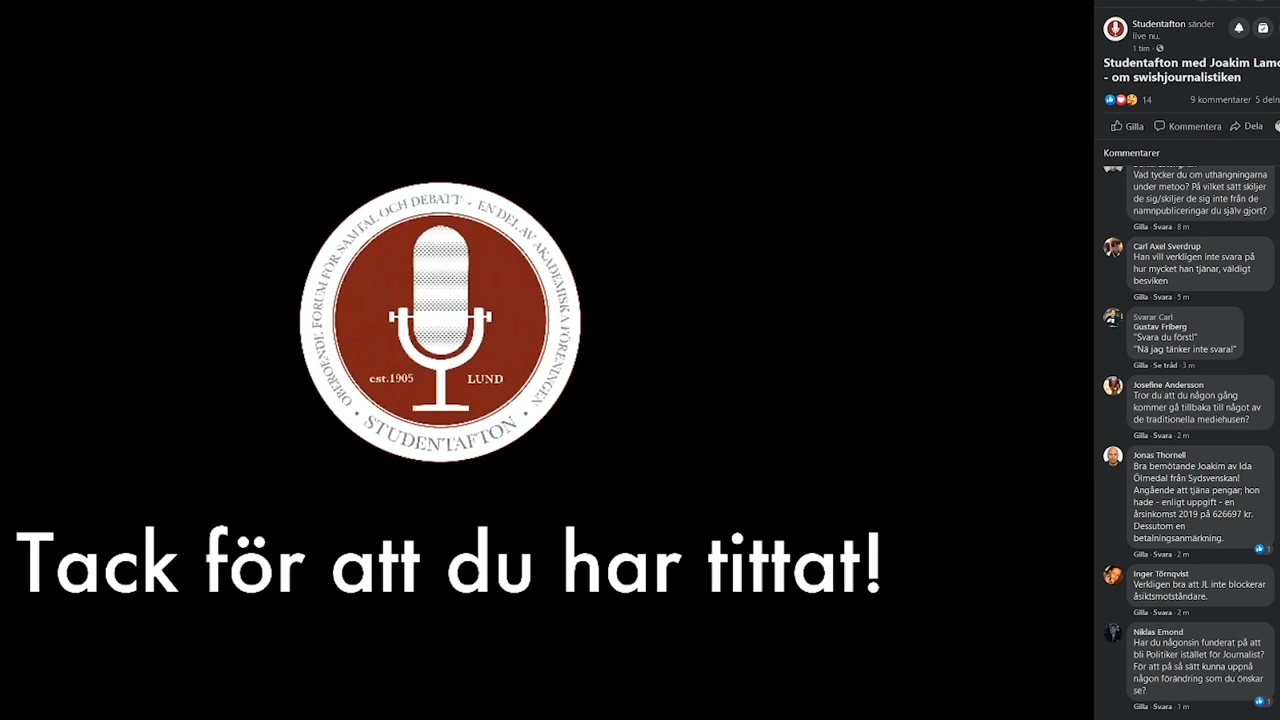 OBEROENDE FORUM FÖR SAMTAL OCH DEBATT - EN DEL AV AKADEMISKA FÖRENINGEN
est.1905 LUND
• STUDENTAFTON •
Tack för att du har tittat!
Studentafton sänder
live nu.
1 tim ·
Studentafton med Joakim Lamo
- om swishjournalistiken
14 9 kommentarer 5 deln
Gilla Kommentera Dela
Kommentarer
Vad tycker du om uthängningarna
under metoo? På vilket sätt skiljer
de sig/skiljer de sig inte från de
namnpubliceringar du själv gjort?
Gilla · Svara · 8 m
Carl Axel Sverdrup
Han vill verkligen inte svara på
hur mycket han tjänar, väldigt
besviken
Gilla · Svara · 5 m
Svarar Carl
Gustav Friberg
"Svara du först!"
"Nä jag tänker inte svara!"
Gilla · Se tråd · 3 m
Josefine Andersson
Tror du att du någon gång
kommer gå tillbaka till något av
de traditionella mediehusen?
Gilla · Svara · 2 m
Jonas Thornell
Bra bemötande Joakim av Ida
Ölmedal från Sydsvenskan!
Angående att tjäna pengar; hon
hade - enligt uppgift - en
årsinkomst 2019 på 626697 kr.
Dessutom en
betalningsanmärkning.
1
Gilla · Svara · 2 m
Inger Törnqvist
Verkligen bra att JL inte blockerar
åsiktsmotståndare.
Gilla · Svara · 2 m
Niklas Emond
Har du någonsin funderat på att
bli Politiker istället för Journalist?
För att på så sätt kunna uppnå
någon förändring som du önskar
se?
1
Gilla · Svara · 1 m